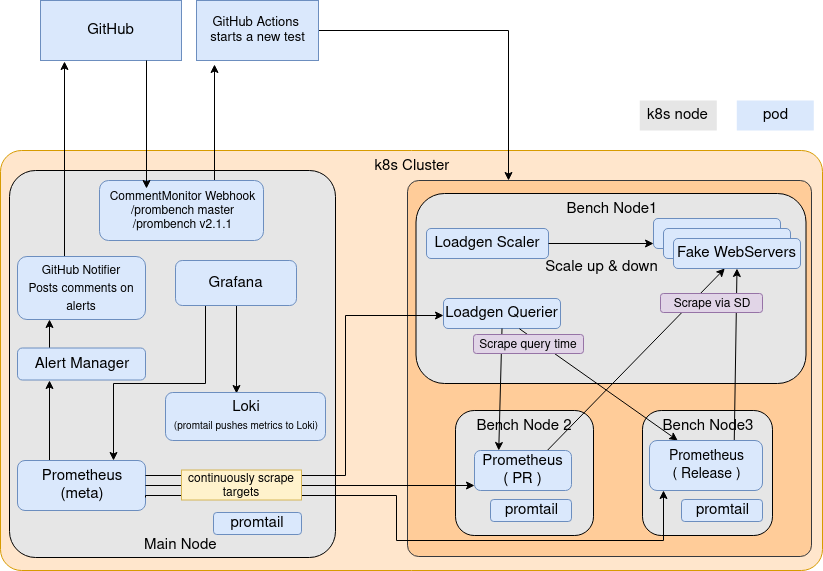 GitHub
GitHub Actions
starts a new test
k8s node
pod
k8s Cluster
CommentMonitor Webhook
/prombench master
/prombench v2.1.1
GitHub Notifier
Posts comments on
alerts
Grafana
Alert Manager
Loki
(promtail pushes metrics to Loki)
Prometheus
(meta)
continuously scrape
targets
promtail
Main Node
Bench Node1
Loadgen Scaler
Scale up & down
Fake WebServers
Loadgen Querier
Scrape via SD
Scrape query time
Bench Node 2
Prometheus
( PR )
promtail
Bench Node3
Prometheus
( Release )
promtail